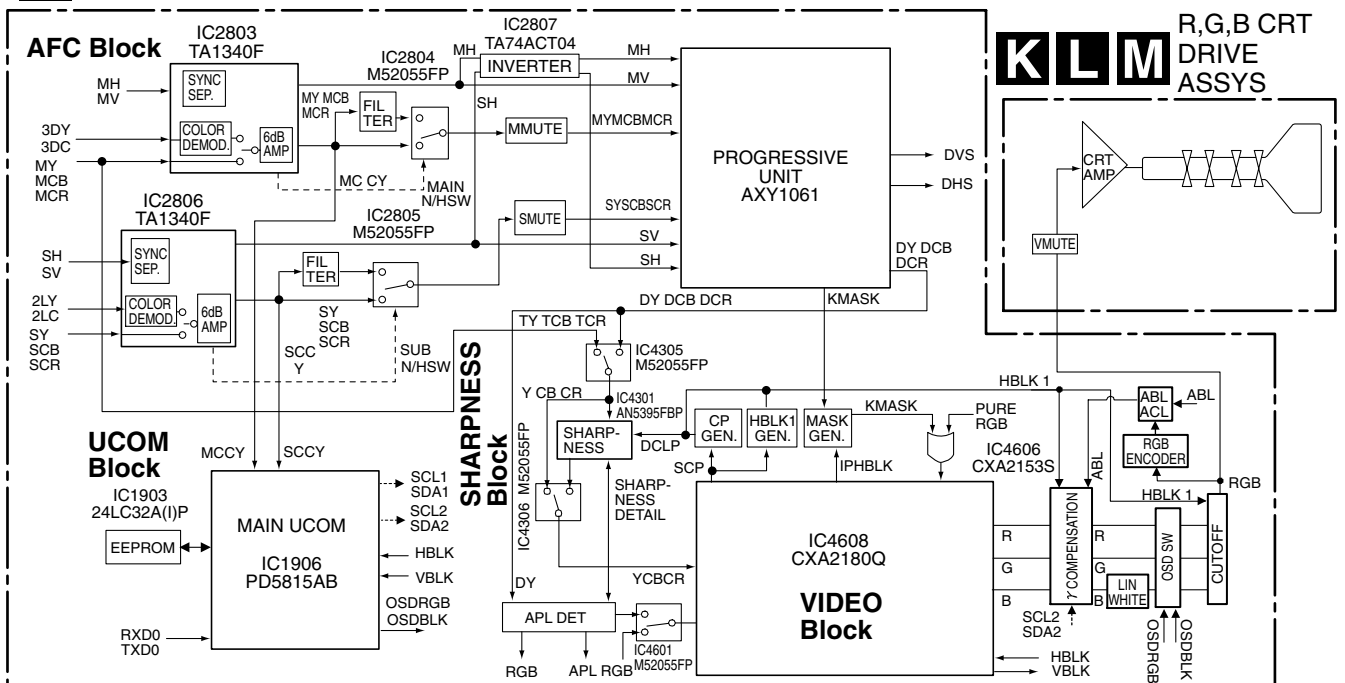 AFC Block
IC2803
TA1340F
SYNC
SEP.
COLOR
DEMOD.
6dB
AMP
MH
MV
3DY
3DC
MY
MCB
MCR
IC2804
M52055FP
MY MCB
MCR
FIL
TER
MC CY
MAIN
N/HSW
IC2807
TA74ACT04
INVERTER
MH
SH
MMUTE
MH
MV
MYMCBMCR
PROGRESSIVE
UNIT
AXY1061
DVS
DHS
DY DCB
DCR
KMASK
IC2806
TA1340F
SYNC
SEP.
COLOR
DEMOD.
6dB
AMP
SH
SV
2LY
2LC
SY
SCB
SCR
IC2805
M52055FP
FIL
TER
SY
SCB
SCR
SCC
Y
SUB
N/HSW
SMUTE
SYSCBSCR
SV
SH
K L M
R,G,B CRT
DRIVE
ASSYS
CRT
AMP
VMUTE
UCOM
Block
IC1903
24LC32A(I)P
EEPROM
MCCY
SCCY
MAIN UCOM
IC1906
PD5815AB
SCL1
SDA1
SCL2
SDA2
HBLK
VBLK
OSDRGB
OSDBLK
RXD0
TXD0
SHARPNESS
Block
DY DCB DCR
TY TCB TCR
IC4305
M52055FP
Y CB CR
IC4301
AN5395FBP
SHARP-
NESS
DCLP
IC4306 M52055FP
SHARP-
NESS
DETAIL
DY
APL DET
RGB
APL RGB
IC4601
M52055FP
YCBCR
CP
GEN.
HBLK1
GEN.
MASK
GEN.
KMASK
PURE
RGB
SCP
IPHBLK
IC4608
CXA2180Q
VIDEO
Block
HBLK
VBLK
IC4606
CXA2153S
HBLK 1
ABL
ACL
ABL
RGB
ENCODER
ABL
RGB
HBLK 1
R
G
B
γ COMPENSATION
SCL2
SDA2
R
G
B
LIN
WHITE
OSD SW
CUTOFF
OSDRGB
OSDBLK